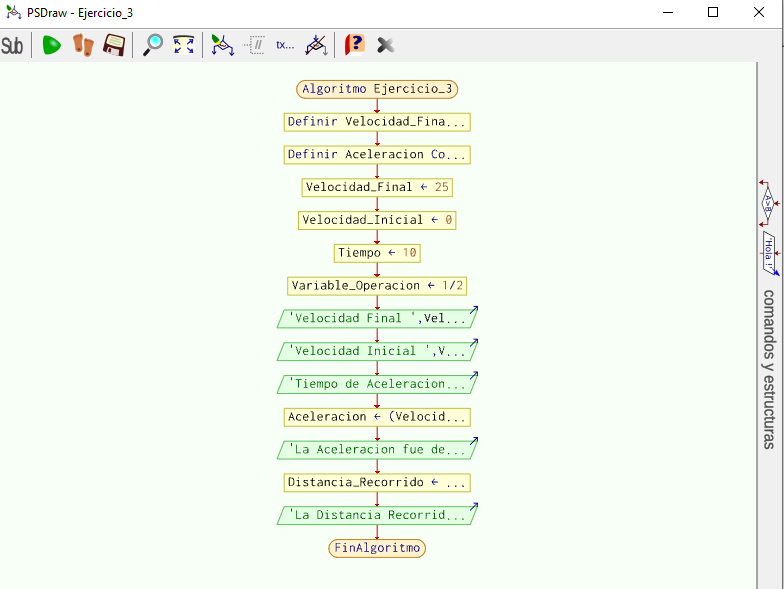 PSDraw - Ejercicio_3
Sub
tx...
Algoritmo Ejercicio_3
Definir Velocidad_Fina...
Definir Aceleracion Co...
Velocidad_Final ← 25
Velocidad_Inicial ← 0
Tiempo ← 10
Variable_Operacion ← 1/2
'Velocidad Final ',Vel...
'Velocidad Inicial ',V...
'Tiempo de Aceleracion...
Aceleracion ← (Velocid...
'La Aceleracion fue de...
Distancia_Recorrido ← ...
'La Distancia Recorrid...
FinAlgoritmo
A>B
"Hola !"
comandos y estructuras